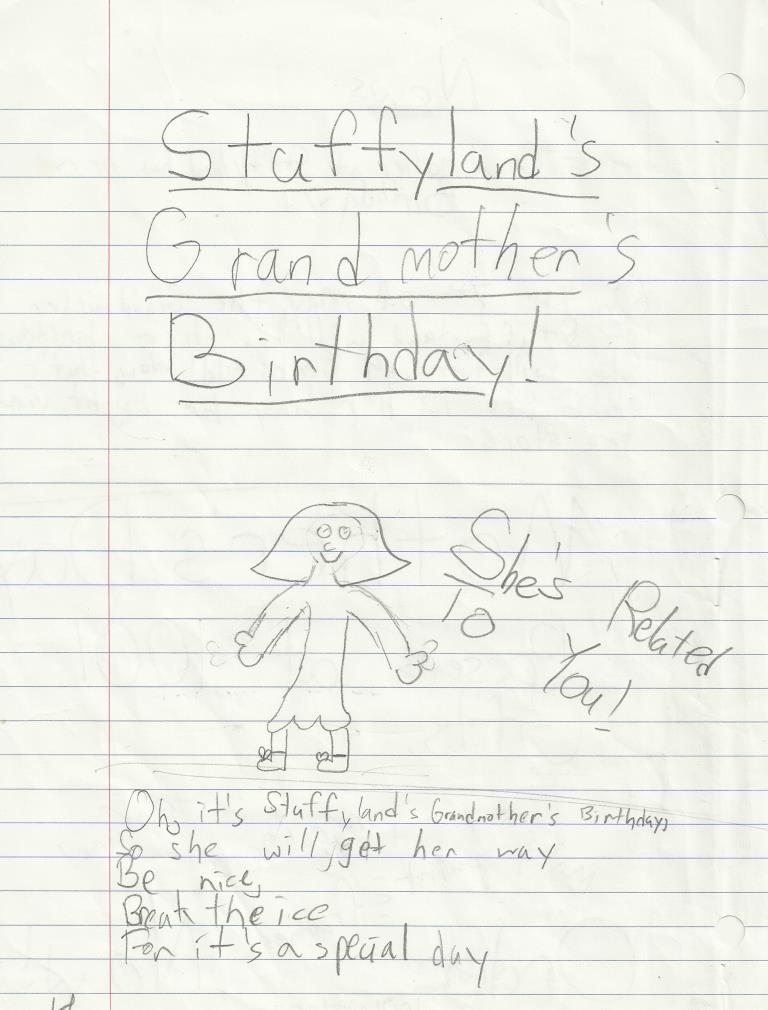 Stuffyland's
Grandmother's
Birthday!
She's Related
To You!
Oh, it's Stuffyland's Grandmother's Birthday,
So she will get her way
Be nice,
Break the ice
For it's a special day